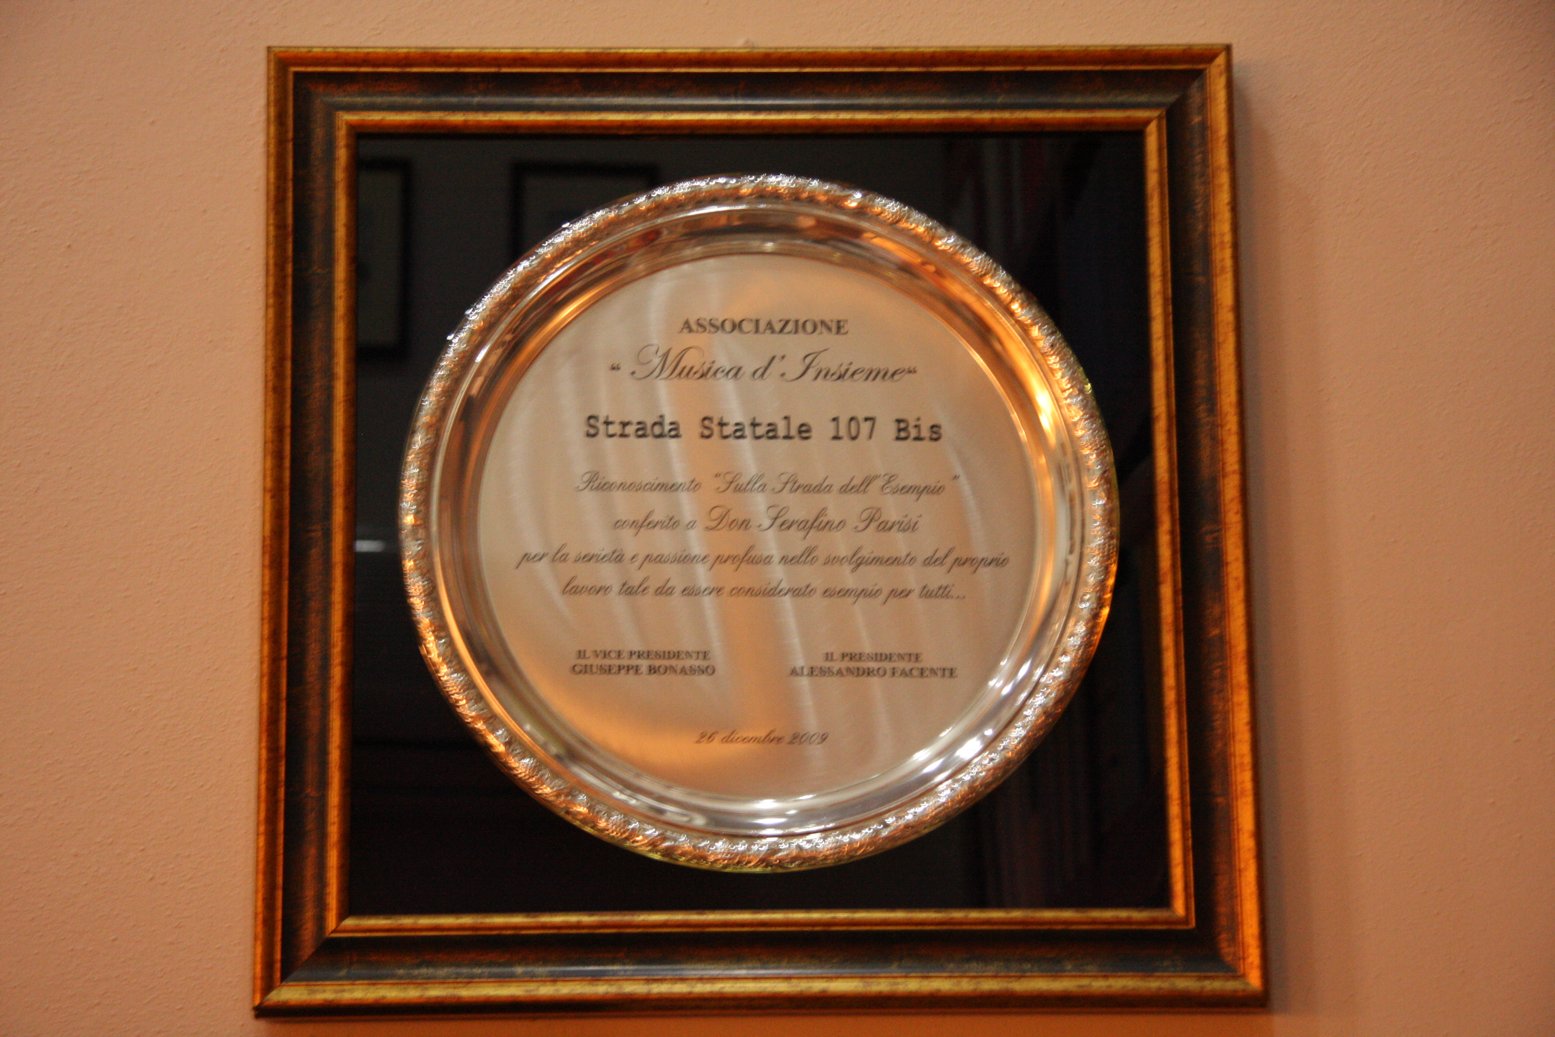 ASSOCIAZIONE
“ Musica d’ Insieme“
Strada Statale 107 Bis
Riconoscimento “Sulla Strada dell’Esempio”
conferito a Don Serafino Parisi
per la serietà e passione profusa nello svolgimento del proprio
lavoro tale da essere considerato esempio per tutti...
IL VICE PRESIDENTE
GIUSEPPE BONASSO
IL PRESIDENTE
ALESSANDRO FACENTE
26 dicembre 2009